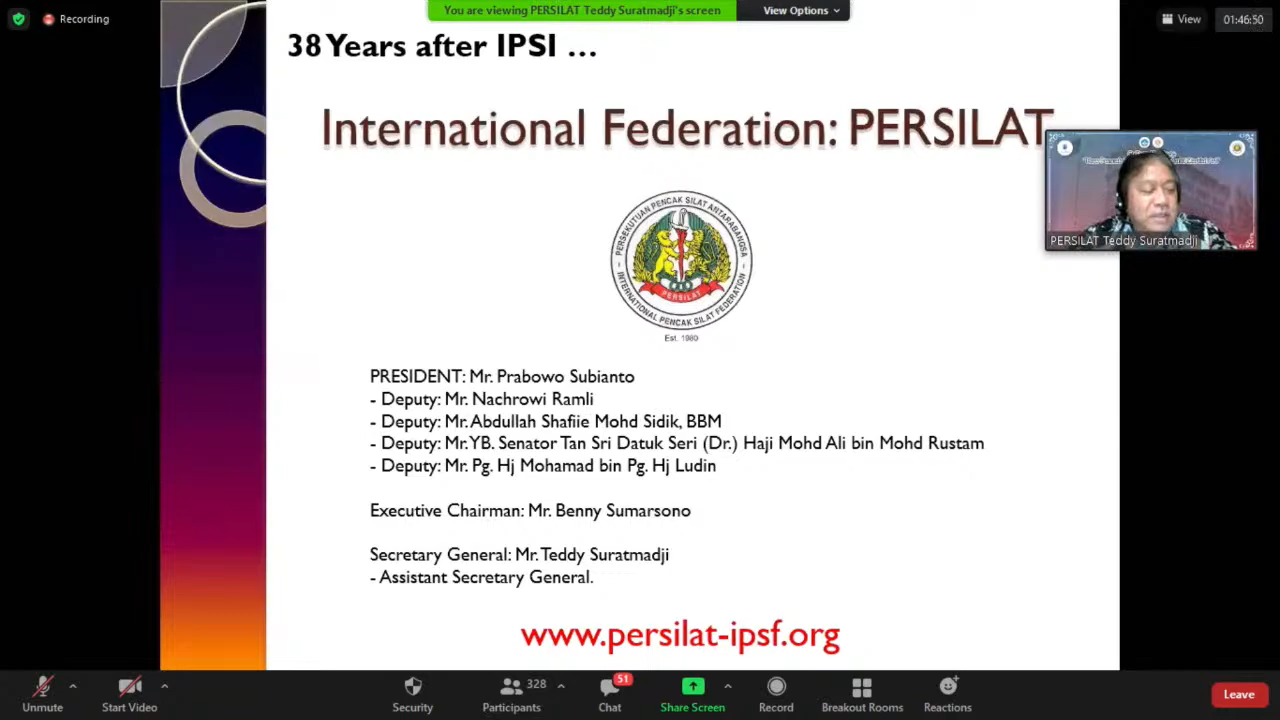 Recording
You are viewing PERSILAT Teddy Suratmadji's screen
View Options
View
01:46:50
38 Years after IPSI ...
International Federation: PERSILAT
PERSEKUTUAN PENCAK SILAT ANTARABANGSA
PERSILAT
INTERNATIONAL PENCAK SILAT FEDERATION
Est. 1980
PERSILAT Teddy Suratmadji
PRESIDENT: Mr. Prabowo Subianto
- Deputy: Mr. Nachrowi Ramli
- Deputy: Mr. Abdullah Shafiie Mohd Sidik, BBM
- Deputy: Mr. YB. Senator Tan Sri Datuk Seri (Dr.) Haji Mohd Ali bin Mohd Rustam
- Deputy: Mr. Pg. Hj Mohamad bin Pg. Hj Ludin
Executive Chairman: Mr. Benny Sumarsono
Secretary General: Mr. Teddy Suratmadji
- Assistant Secretary General.
www.persilat-ipsf.org
Unmute
Start Video
Security
328
Participants
51
Chat
Share Screen
Record
Breakout Rooms
Reactions
Leave